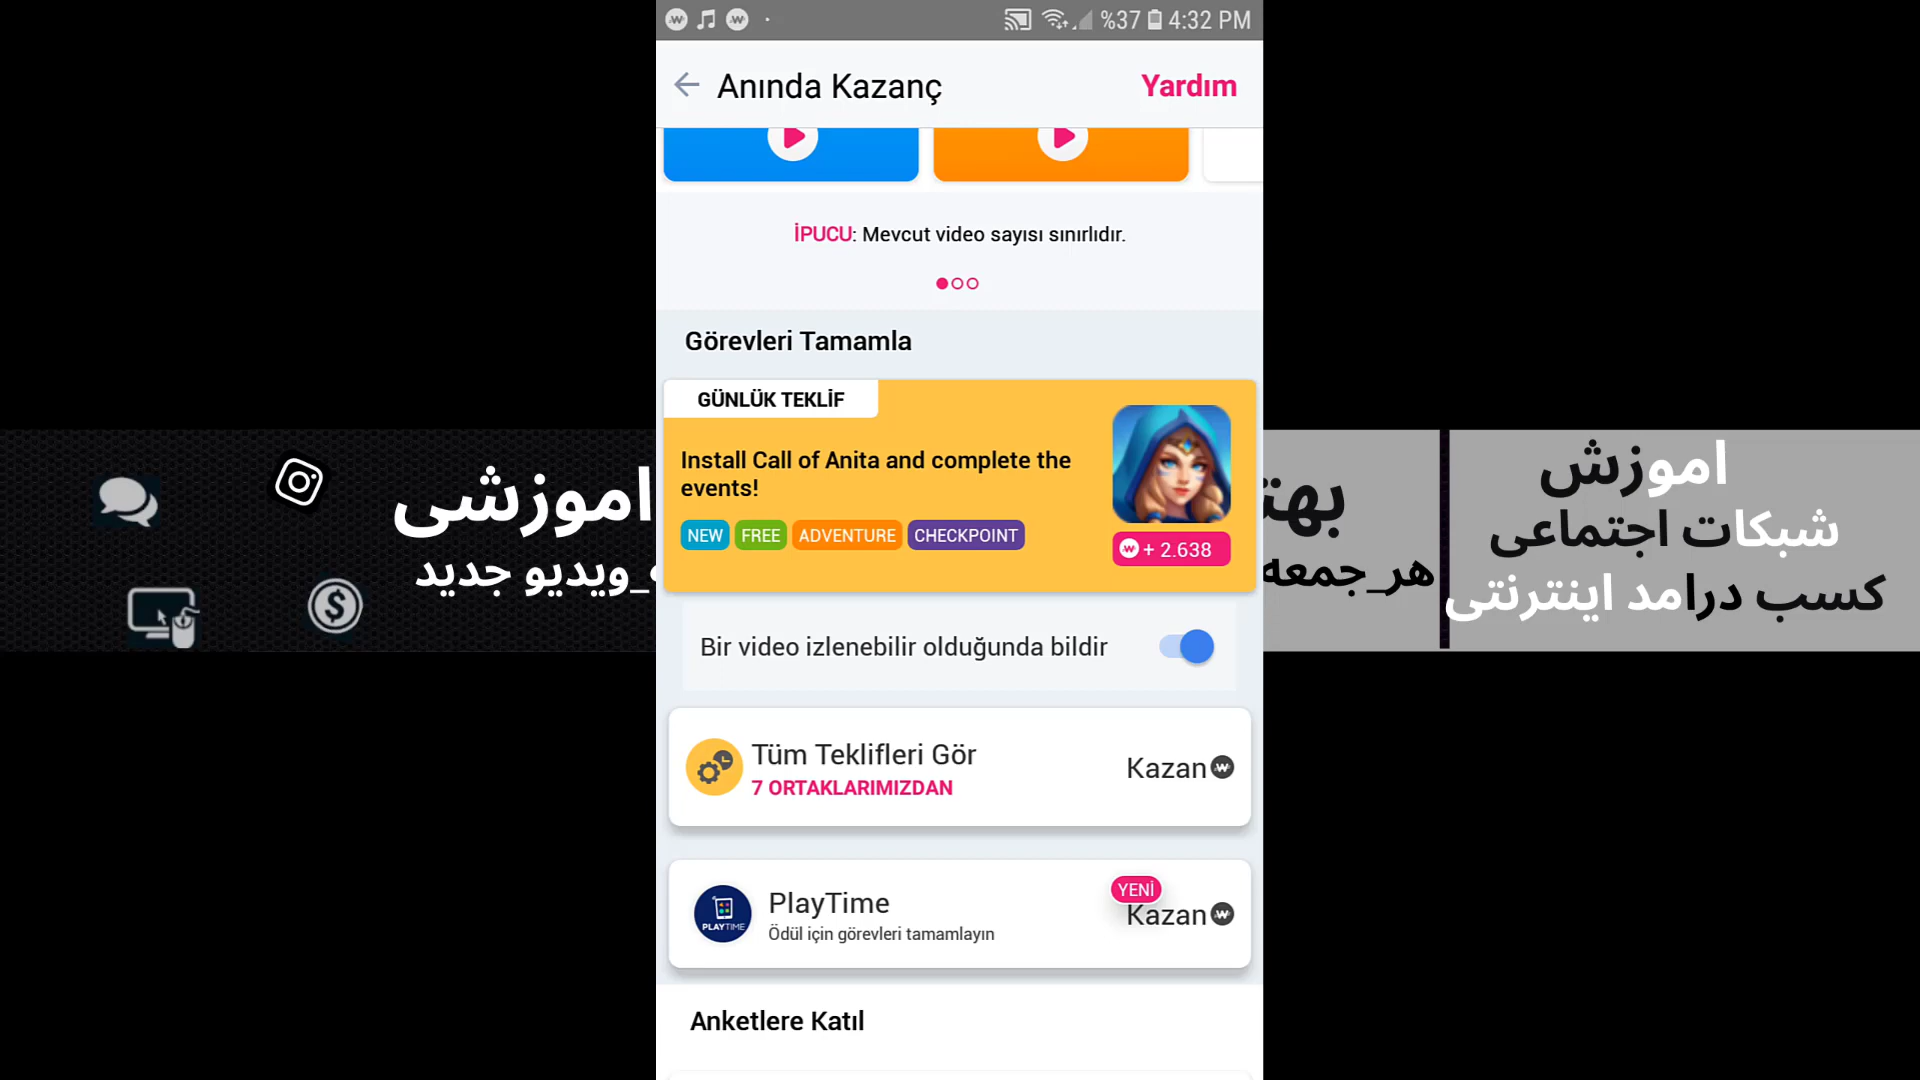 %37 4:32 PM
Anında Kazanç
Yardım
İPUCU: Mevcut video sayısı sınırlıdır.
Görevleri Tamamla
GÜNLÜK TEKLİF
Install Call of Anita and complete the
events!
NEW FREE ADVENTURE CHECKPOINT
+ 2.638
Bir video izlenebilir olduğunda bildir
Tüm Teklifleri Gör
7 ORTAKLARIMIZDAN
Kazan
PlayTime
Ödül için görevleri tamamlayın
PLAYTIME
YENİ
Kazan
Anketlere Katıl
اموزشی
_ویدیو جدید
هر_جمعه
اموزش
شبکات اجتماعی
کسب درامد اینترنتی